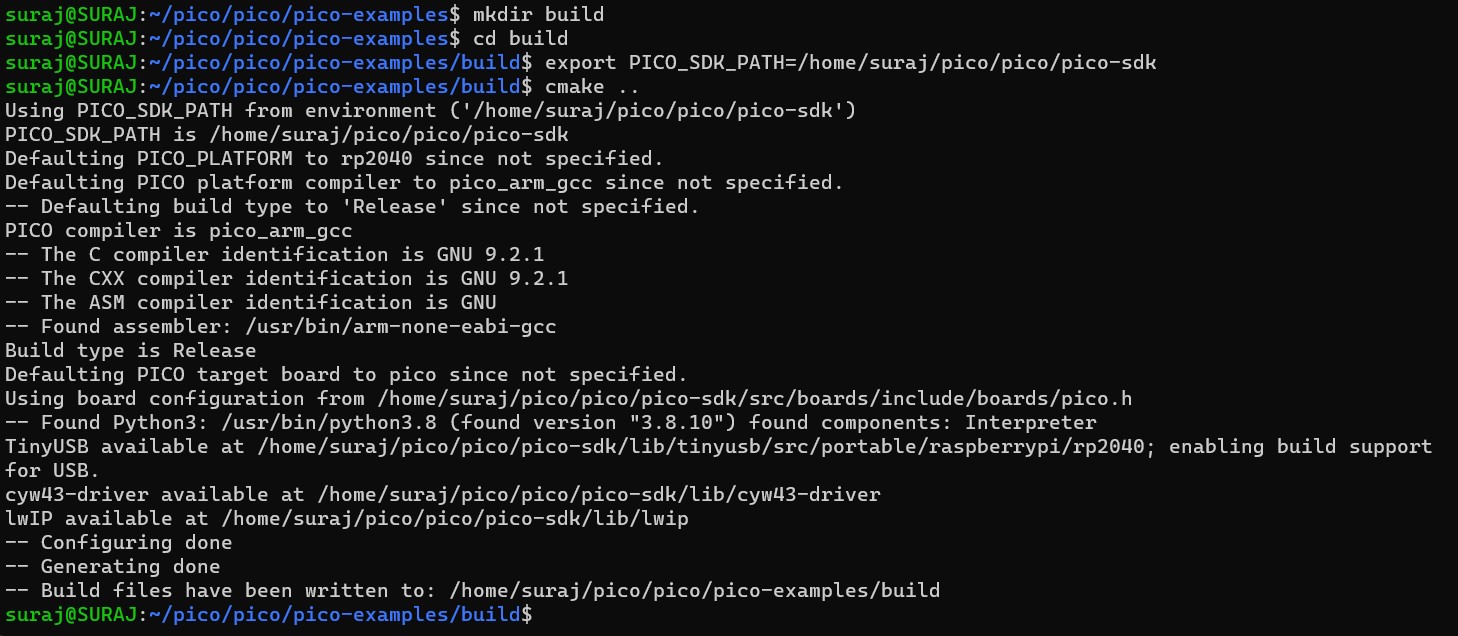 suraj@SURAJ:~/pico/pico/pico-examples$ mkdir build
suraj@SURAJ:~/pico/pico/pico-examples$ cd build
suraj@SURAJ:~/pico/pico/pico-examples/build$ export PICO_SDK_PATH=/home/suraj/pico/pico/pico-sdk
suraj@SURAJ:~/pico/pico/pico-examples/build$ cmake ..
Using PICO_SDK_PATH from environment ('/home/suraj/pico/pico/pico-sdk')
PICO_SDK_PATH is /home/suraj/pico/pico/pico-sdk
Defaulting PICO_PLATFORM to rp2040 since not specified.
Defaulting PICO platform compiler to pico_arm_gcc since not specified.
-- Defaulting build type to 'Release' since not specified.
PICO compiler is pico_arm_gcc
-- The C compiler identification is GNU 9.2.1
-- The CXX compiler identification is GNU 9.2.1
-- The ASM compiler identification is GNU
-- Found assembler: /usr/bin/arm-none-eabi-gcc
Build type is Release
Defaulting PICO target board to pico since not specified.
Using board configuration from /home/suraj/pico/pico/pico-sdk/src/boards/include/boards/pico.h
-- Found Python3: /usr/bin/python3.8 (found version "3.8.10") found components: Interpreter
TinyUSB available at /home/suraj/pico/pico/pico-sdk/lib/tinyusb/src/portable/raspberrypi/rp2040; enabling build support
for USB.
cyw43-driver available at /home/suraj/pico/pico/pico-sdk/lib/cyw43-driver
lwIP available at /home/suraj/pico/pico/pico-sdk/lib/lwip
-- Configuring done
-- Generating done
-- Build files have been written to: /home/suraj/pico/pico/pico-examples/build
suraj@SURAJ:~/pico/pico/pico-examples/build$